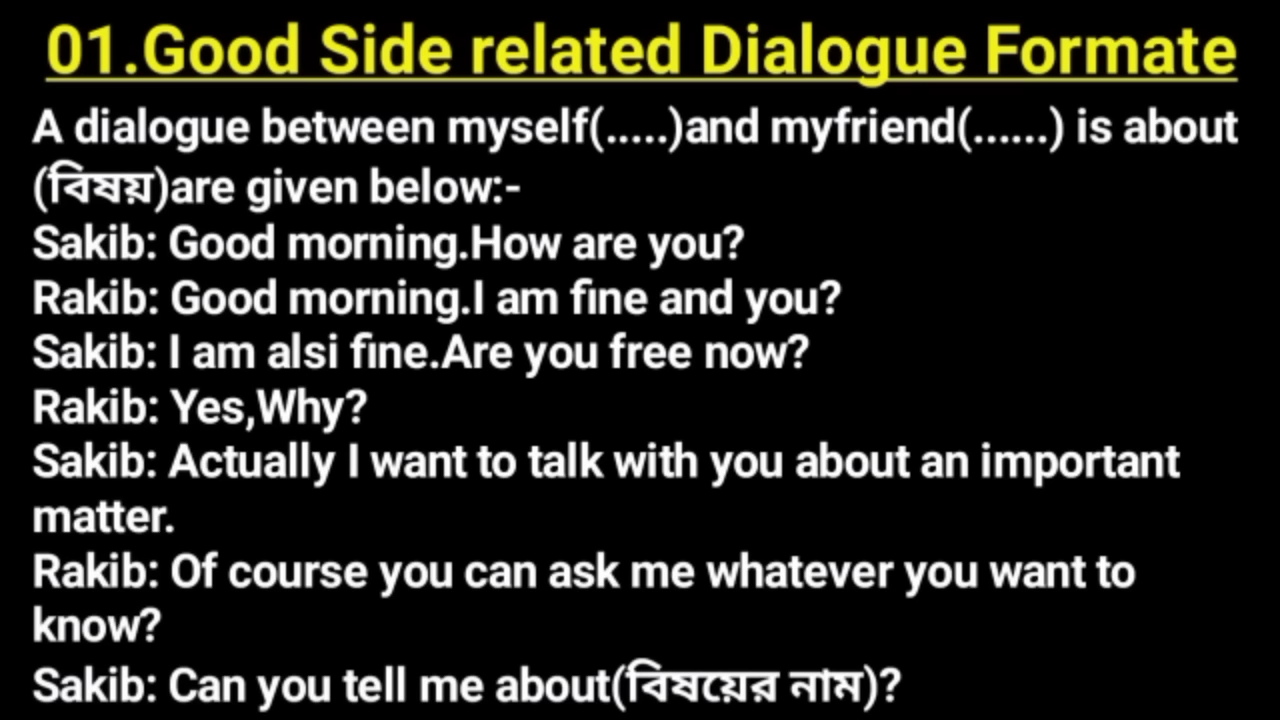 01.Good Side related Dialogue Formate
A dialogue between myself(.....)and myfriend(......) is about
(বিষয়)are given below:-
Sakib: Good morning.How are you?
Rakib: Good morning.I am fine and you?
Sakib: I am alsi fine.Are you free now?
Rakib: Yes,Why?
Sakib: Actually I want to talk with you about an important
matter.
Rakib: Of course you can ask me whatever you want to
know?
Sakib: Can you tell me about(বিষয়ের নাম)?